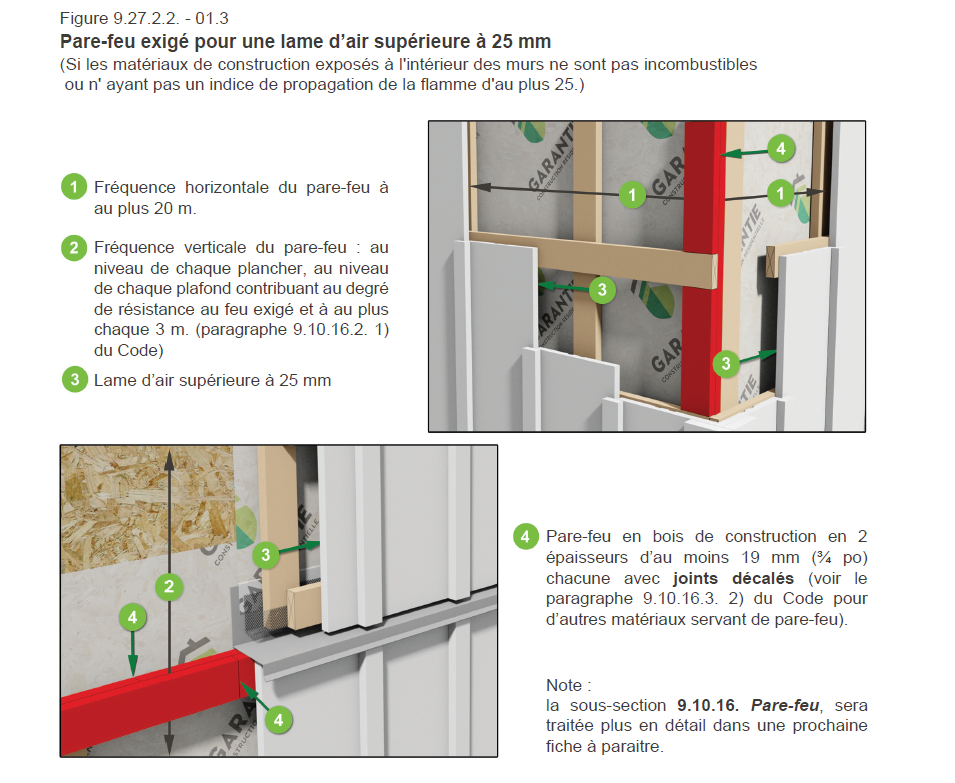 Figure 9.27.2.2. - 01.3
Pare-feu exigé pour une lame d'air supérieure à 25 mm
(Si les matériaux de construction exposés à l'intérieur des murs ne sont pas incombustibles
ou n' ayant pas un indice de propagation de la flamme d'au plus 25.)
1 Fréquence horizontale du pare-feu à
au plus 20 m.
2 Fréquence verticale du pare-feu : au
niveau de chaque plancher, au niveau
de chaque plafond contribuant au degré
de résistance au feu exigé et à au plus
chaque 3 m. (paragraphe 9.10.16.2. 1)
du Code)
3 Lame d'air supérieure à 25 mm
GARANTIE
GARANTIE
GARANTIE
GARANTIE
4
1
1
3
3
3
2
4
4
GARANTIE
4 Pare-feu en bois de construction en 2
épaisseurs d'au moins 19 mm (¾ po)
chacune avec joints décalés (voir le
paragraphe 9.10.16.3. 2) du Code pour
d'autres matériaux servant de pare-feu).
Note :
la sous-section 9.10.16. Pare-feu, sera
traitée plus en détail dans une prochaine
fiche à paraitre.